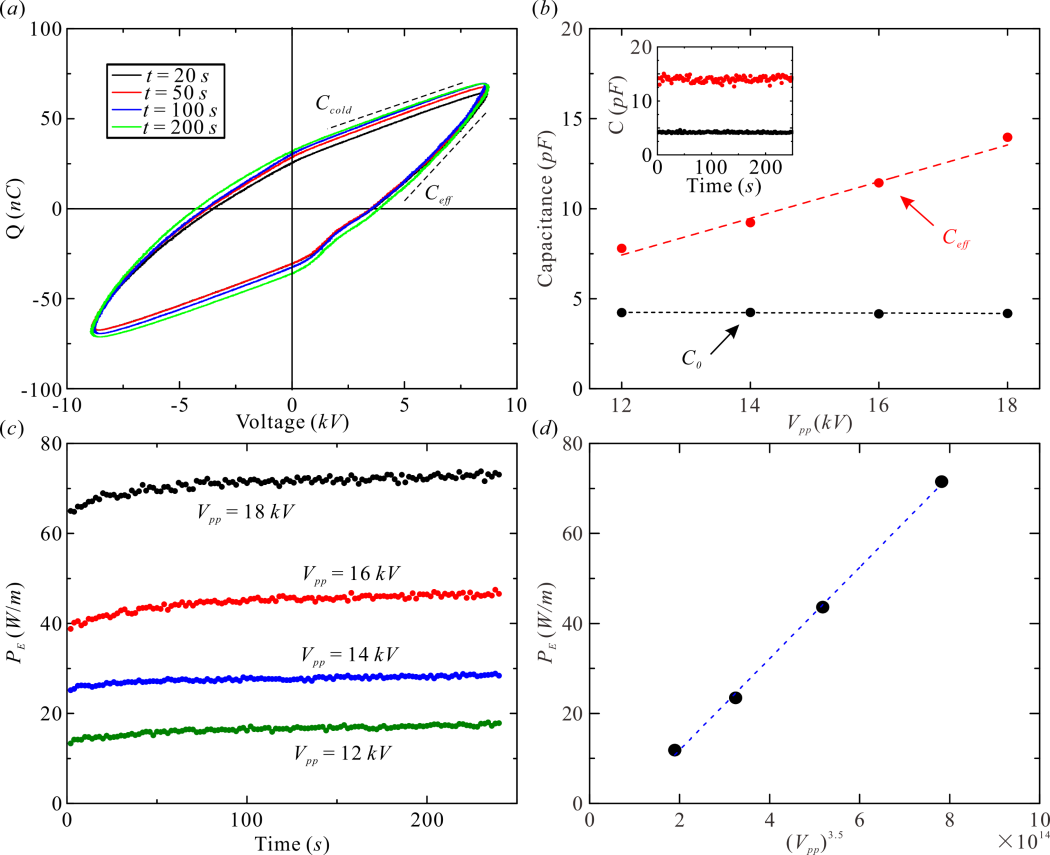 (a)
100
50
0
-50
-100
Q (nC)
t = 20 s
t = 50 s
t = 100 s
t = 200 s
C_cold
C_eff
-10
-5
0
5
10
Voltage (kV)
(b)
20
15
10
5
0
Capacitance (pF)
20
15
10
5
0
C (pF)
0
100
200
Time (s)
C_eff
C_0
12
14
16
18
V_pp (kV)
(c)
80
60
40
20
0
P_E (W/m)
V_pp = 18 kV
V_pp = 16 kV
V_pp = 14 kV
V_pp = 12 kV
0
100
200
Time (s)
(d)
80
60
40
20
0
P_E (W/m)
0
2
4
6
8
10
×10^14
(V_pp)^3.5